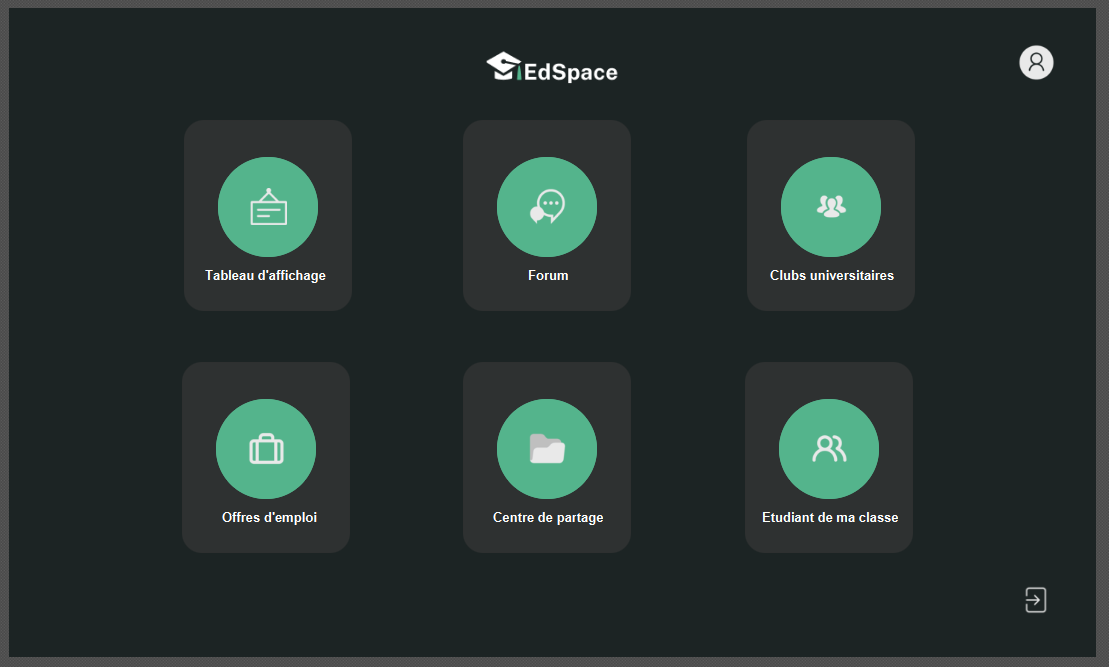 EdSpace
Tableau d'affichage
Forum
Clubs universitaires
Offres d'emploi
Centre de partage
Etudiant de ma classe